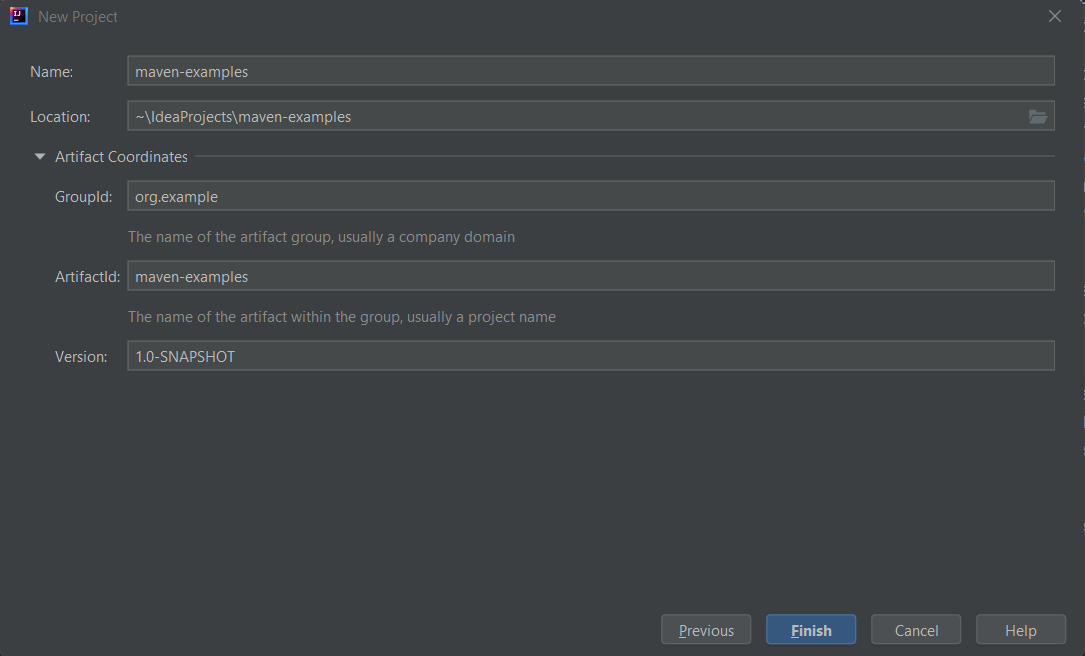 New Project
Name: maven-examples
Location: ~\IdeaProjects\maven-examples
Artifact Coordinates
GroupId: org.example
The name of the artifact group, usually a company domain
ArtifactId: maven-examples
The name of the artifact within the group, usually a project name
Version: 1.0-SNAPSHOT
Previous Finish Cancel Help